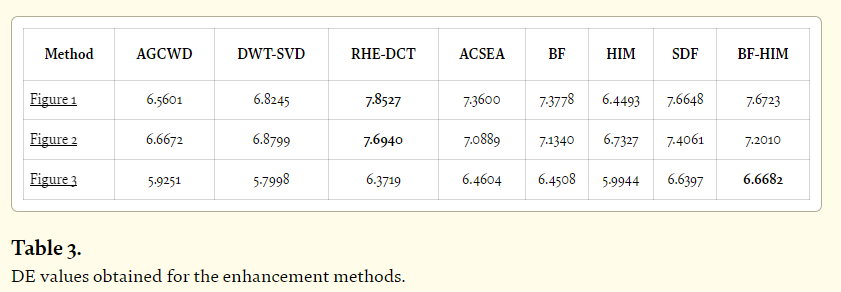 Method AGCWD DWT-SVD RHE-DCT ACSEA BF HIM SDF BF-HIM
Figure 1 6.5601 6.8245 7.8527 7.3600 7.3778 6.4493 7.6648 7.6723
Figure 2 6.6672 6.8799 7.6940 7.0889 7.1340 6.7327 7.4061 7.2010
Figure 3 5.9251 5.7998 6.3719 6.4604 6.4508 5.9944 6.6397 6.6682
Table 3.
DE values obtained for the enhancement methods.